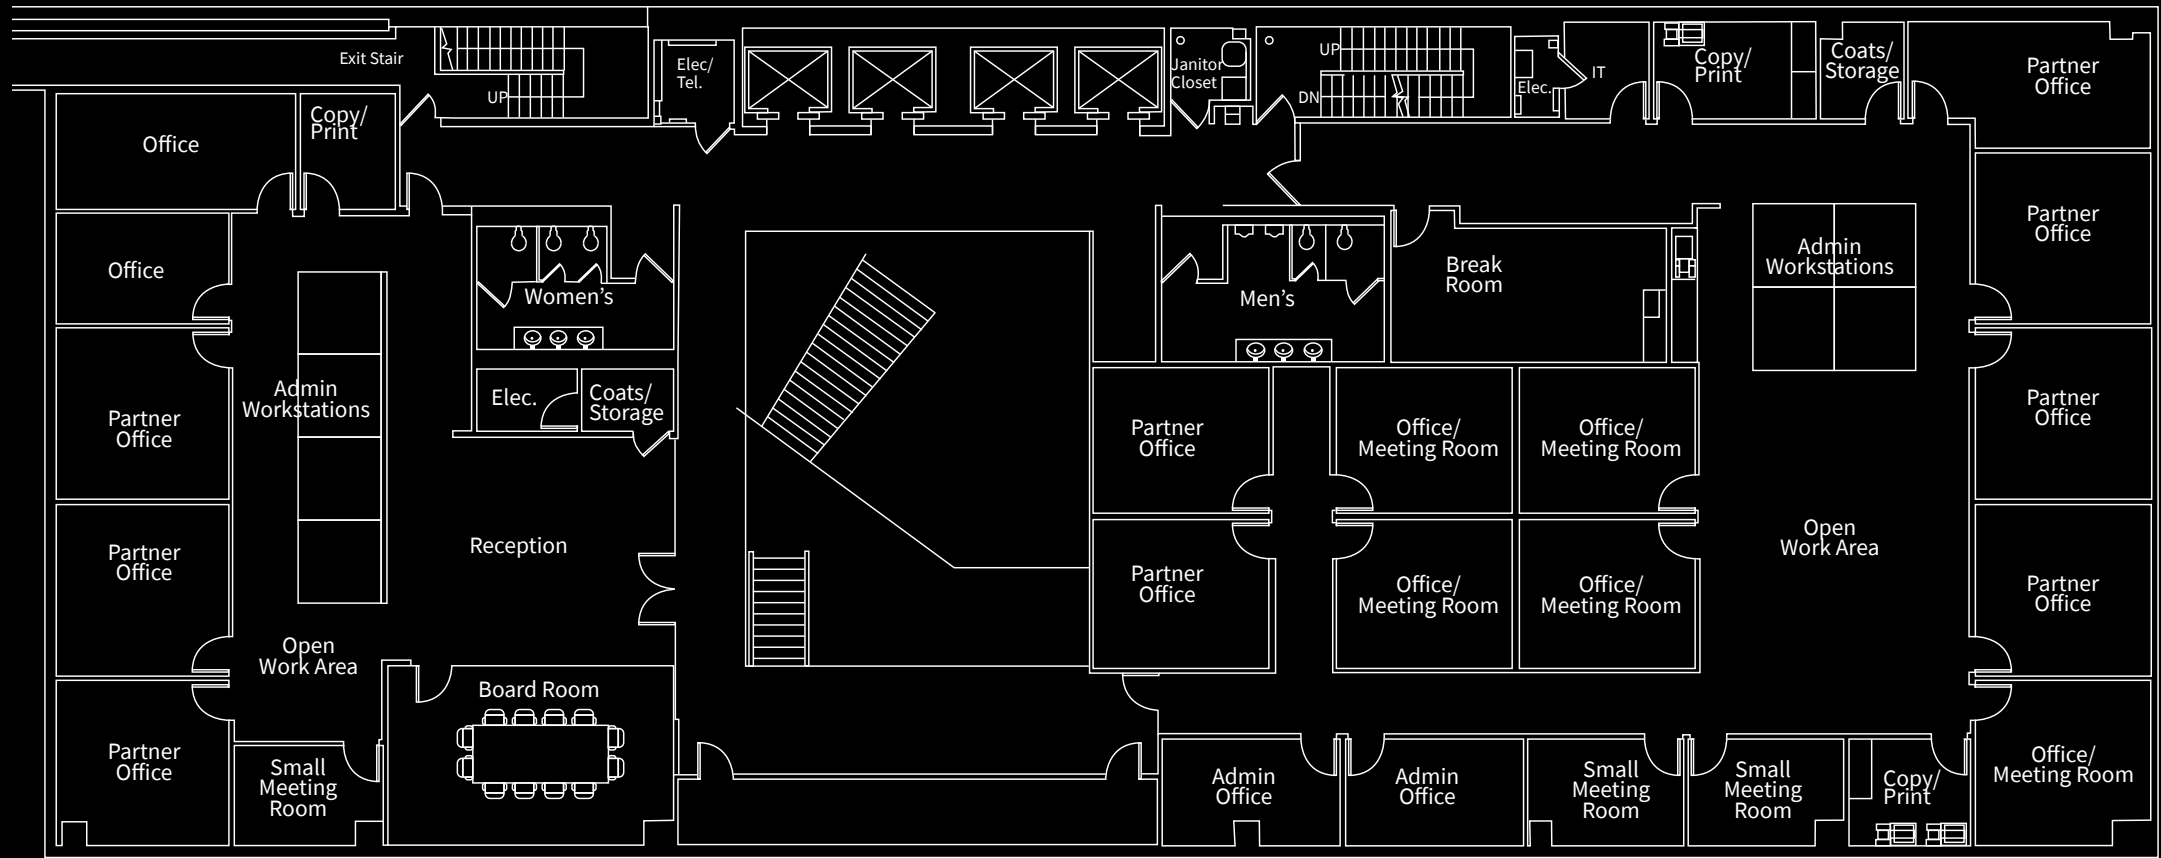 Exit Stair
UP
Elec/
Tel.
Janitor
Closet
UP
DN
Elec.
IT
Copy/
Print
Coats/
Storage
Partner
Office
Office
Copy/
Print
Office
Women's
Men's
Break
Room
Admin
Workstations
Partner
Office
Admin
Workstations
Partner
Office
Elec.
Coats/
Storage
Partner
Office
Office/
Meeting Room
Office/
Meeting Room
Partner
Office
Partner
Office
Reception
Open
Work Area
Partner
Office
Office/
Meeting Room
Office/
Meeting Room
Partner
Office
Open
Work Area
Board Room
Partner
Office
Small
Meeting
Room
Admin
Office
Admin
Office
Small
Meeting
Room
Small
Meeting
Room
Copy/
Print
Office/
Meeting Room